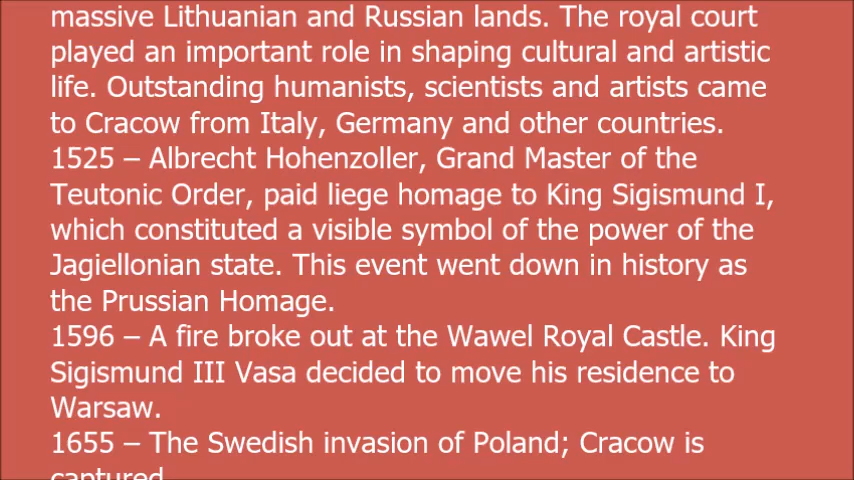 massive Lithuanian and Russian lands. The royal court
played an important role in shaping cultural and artistic
life. Outstanding humanists, scientists and artists came
to Cracow from Italy, Germany and other countries.
1525 – Albrecht Hohenzoller, Grand Master of the
Teutonic Order, paid liege homage to King Sigismund I,
which constituted a visible symbol of the power of the
Jagiellonian state. This event went down in history as
the Prussian Homage.
1596 – A fire broke out at the Wawel Royal Castle. King
Sigismund III Vasa decided to move his residence to
Warsaw.
1655 – The Swedish invasion of Poland; Cracow is
captured